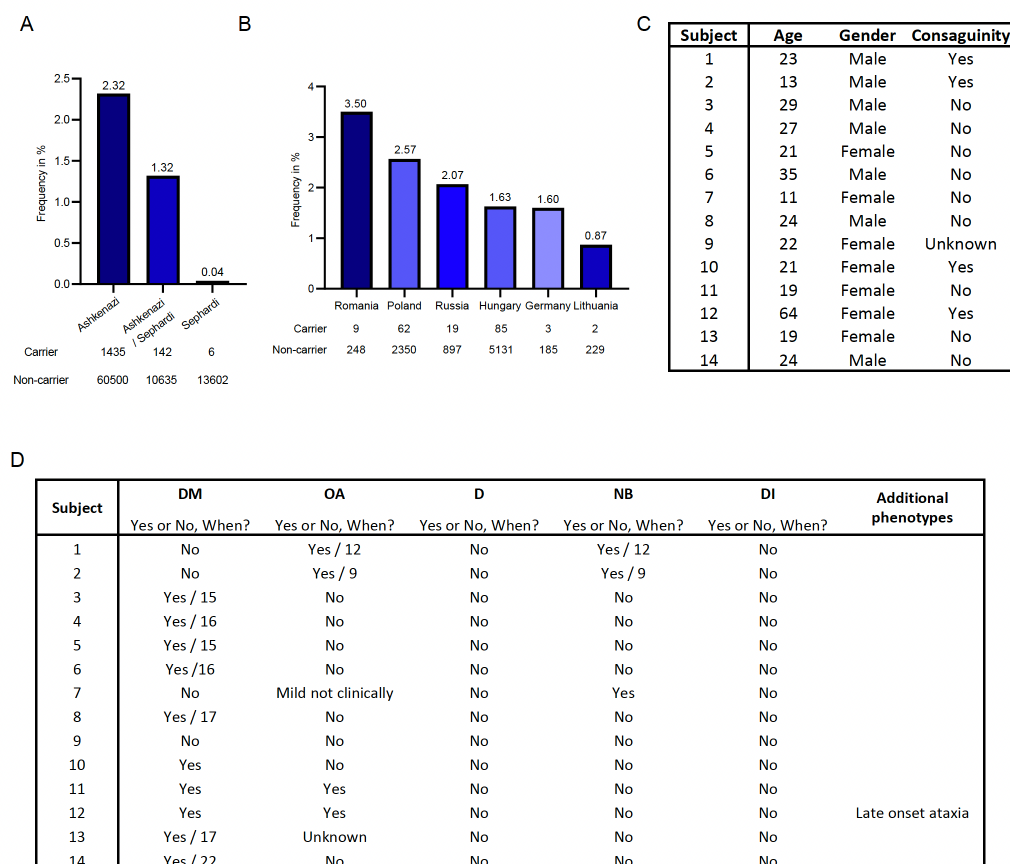 A
2.5
2.0
1.5
1.0
0.5
0.0
Frequency in %
2.32
1.32
0.04
Ashkenazi
Ashkenazi
/ Sephardi
Sephardi
Carrier 1435 142 6
Non-carrier 60500 10635 13602
B
4
3
2
1
0
Frequency in %
3.50
2.57
2.07
1.63
1.60
0.87
Romania Poland Russia Hungary Germany Lithuania
Carrier 9 62 19 85 3 2
Non-carrier 248 2350 897 5131 185 229
C
Subject Age Gender Consaguinity
1 23 Male Yes
2 13 Male Yes
3 29 Male No
4 27 Male No
5 21 Female No
6 35 Male No
7 11 Female No
8 24 Male No
9 22 Female Unknown
10 21 Female Yes
11 19 Female No
12 64 Female Yes
13 19 Female No
14 24 Male No
D
Subject DM OA D NB DI Additional phenotypes
Yes or No, When? Yes or No, When? Yes or No, When? Yes or No, When? Yes or No, When?
1 No Yes / 12 No Yes / 12 No
2 No Yes / 9 No Yes / 9 No
3 Yes / 15 No No No No
4 Yes / 16 No No No No
5 Yes / 15 No No No No
6 Yes /16 No No No No
7 No Mild not clinically No Yes No
8 Yes / 17 No No No No
9 No No No No No
10 Yes No No No No
11 Yes Yes No No No
12 Yes Yes No No No Late onset ataxia
13 Yes / 17 Unknown No No No
14 Yes / 22 No No No No